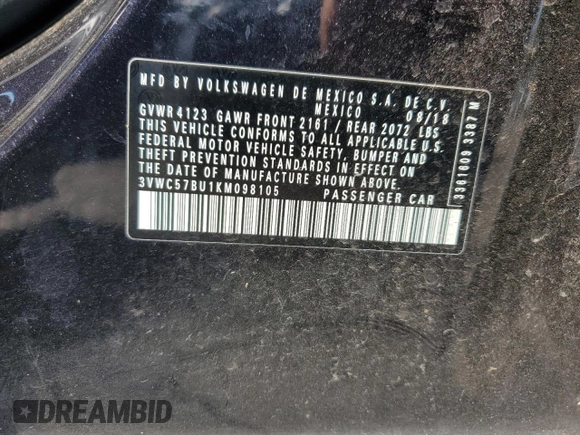 MFD BY VOLKSWAGEN DE MEXICO S.A. DE C.V.
MEXICO 08/18
GVWR 4123 GAWR FRONT 2161 / REAR 2072 LBS
THIS VEHICLE CONFORMS TO ALL APPLICABLE U.S.
FEDERAL MOTOR VEHICLE SAFETY, BUMPER AND
THEFT PREVENTION STANDARDS IN EFFECT ON
THE DATE OF MANUFACTURE SHOWN ABOVE.
3VWC57BU1KM098105 PASSENGER CAR
3361809 3387 M
DREAMBID